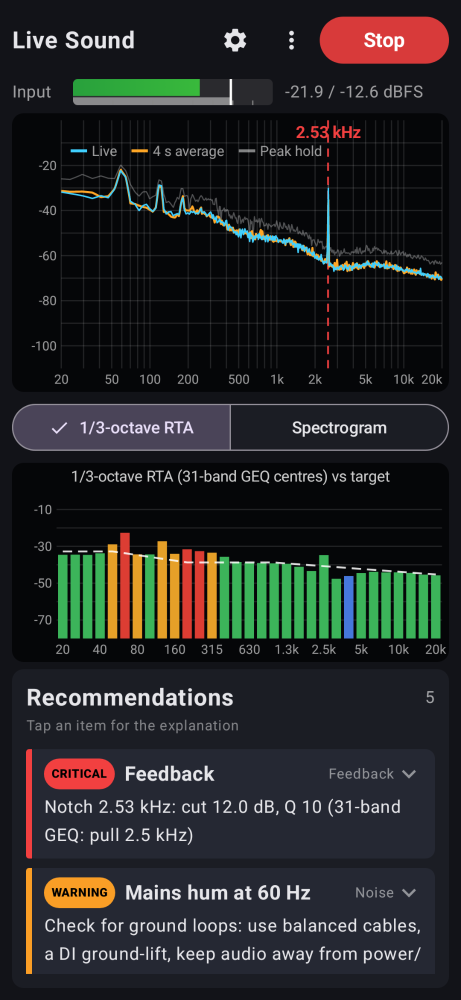 Live Sound
Stop
Input
-21.9 / -12.6 dBFS
2.53 kHz
Live
4 s average
Peak hold
-20
-40
-60
-80
-100
20 50 100 200 500 1k 2k 5k 10k 20k
1/3-octave RTA
Spectrogram
1/3-octave RTA (31-band GEQ centres) vs target
-10
-30
-50
-70
20 40 80 160 315 630 1.3k 2.5k 5k 10k 20k
Recommendations
5
Tap an item for the explanation
CRITICAL
Feedback
Feedback
Notch 2.53 kHz: cut 12.0 dB, Q 10 (31-band
GEQ: pull 2.5 kHz)
WARNING
Mains hum at 60 Hz
Noise
Check for ground loops: use balanced cables,
a DI ground-lift, keep audio away from power/